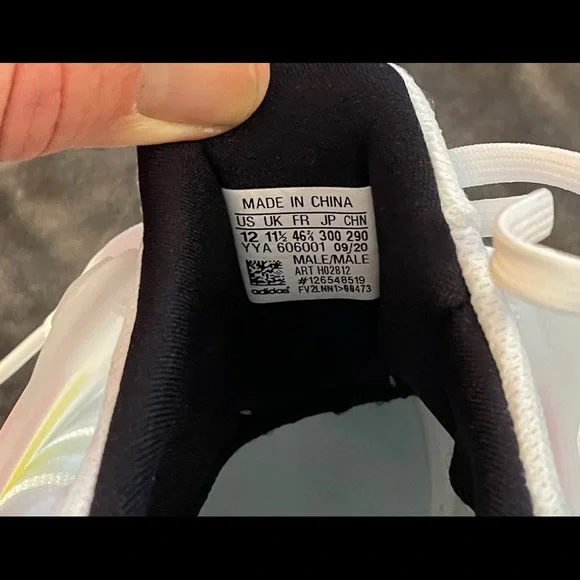 MADE IN CHINA
US UK FR JP CHN
12 11½ 46⅔ 300 290
YYA 606001 09/20
MALE/MALE
ART H02812
#126548519
adidas FV2LNN1>00473